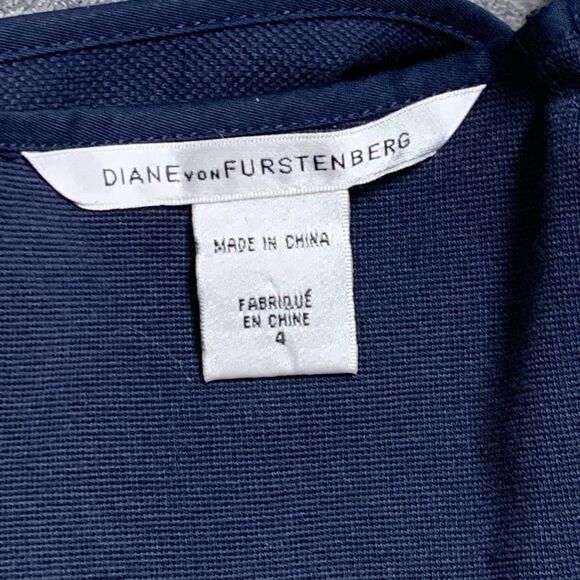 DIANE VON FURSTENBERG
MADE IN CHINA
FABRIQUÉ
EN CHINE
4